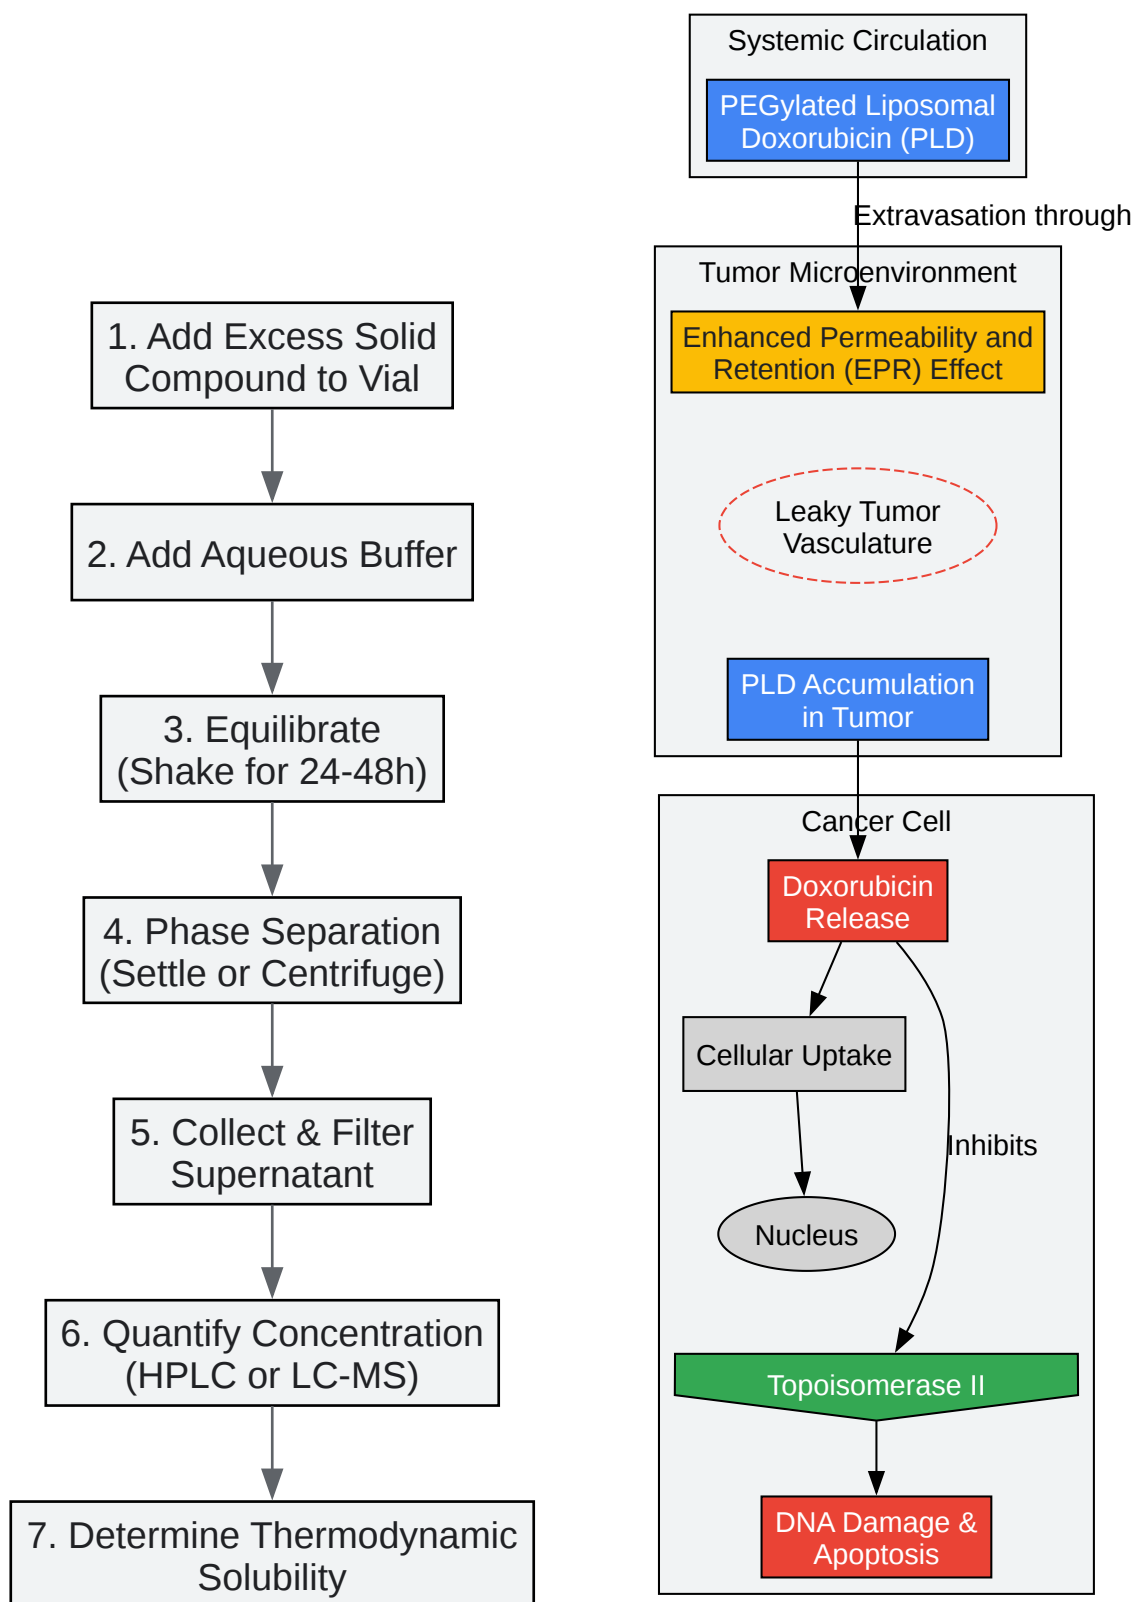 1. Add Excess Solid
Compound to Vial
2. Add Aqueous Buffer
3. Equilibrate
(Shake for 24-48h)
4. Phase Separation
(Settle or Centrifuge)
5. Collect & Filter
Supernatant
6. Quantify Concentration
(HPLC or LC-MS)
7. Determine Thermodynamic
Solubility
Systemic Circulation
PEGylated Liposomal
Doxorubicin (PLD)
Extravasation through
Tumor Microenvironment
Enhanced Permeability and
Retention (EPR) Effect
Leaky Tumor
Vasculature
PLD Accumulation
in Tumor
Cancer Cell
Doxorubicin
Release
Cellular Uptake
Inhibits
Nucleus
Topoisomerase II
DNA Damage &
Apoptosis